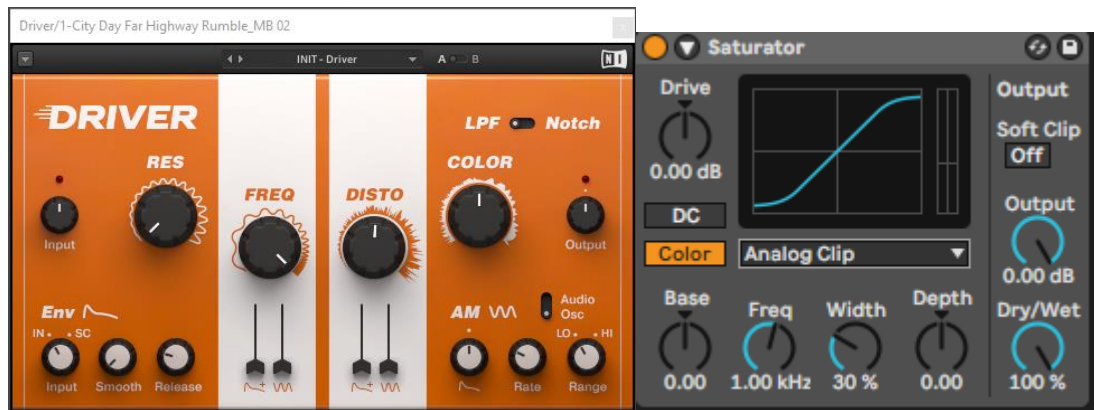 Driver/1-City Day Far Highway Rumble_MB 02
x
INIT - Driver
A B
NI
DRIVER
LPF Notch
RES
COLOR
FREQ
DISTO
Input
Output
Env
IN SC
AM
Audio
Osc
LO HI
Input Smooth Release
Rate Range
Saturator
Drive
0.00 dB
DC
Color
Analog Clip
Base
0.00
Freq
1.00 kHz
Width
30 %
Depth
0.00
Output
Soft Clip
Off
Output
0.00 dB
Dry/Wet
100 %